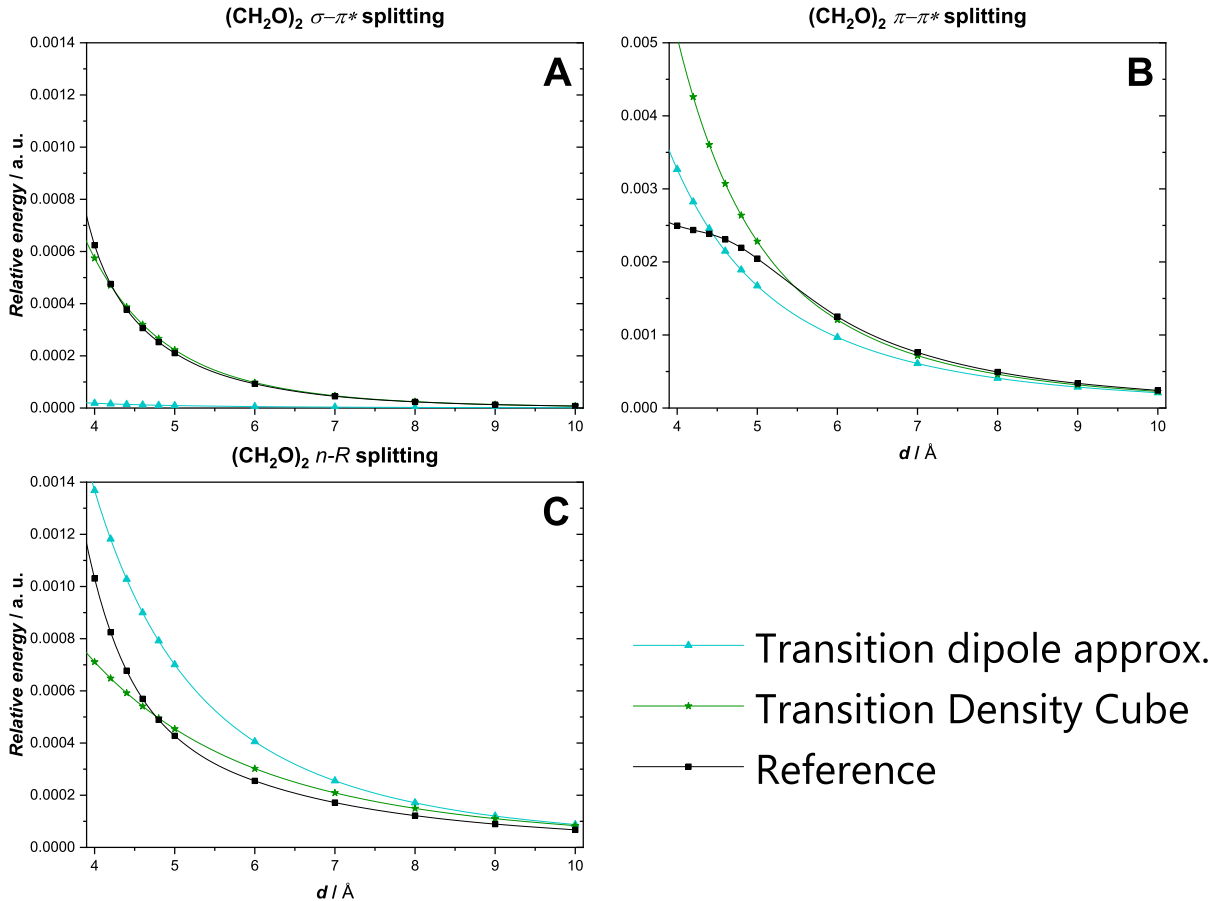 (CH₂O)₂ σ–π* splitting
A
Relative energy / a. u.
0.0014
0.0012
0.0010
0.0008
0.0006
0.0004
0.0002
0.0000
4 5 6 7 8 9 10
(CH₂O)₂ π–π* splitting
B
0.005
0.004
0.003
0.002
0.001
0.000
4 5 6 7 8 9 10
d / Å
(CH₂O)₂ n-R splitting
C
Relative energy / a. u.
0.0014
0.0012
0.0010
0.0008
0.0006
0.0004
0.0002
0.0000
4 5 6 7 8 9 10
d / Å
Transition dipole approx.
Transition Density Cube
Reference